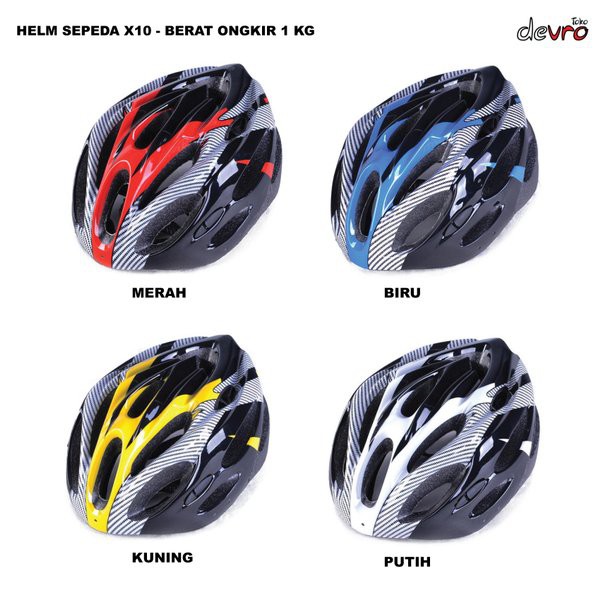 HELM SEPEDA X10 - BERAT ONGKIR 1 KG
Toko
devro
MERAH
BIRU
KUNING
PUTIH